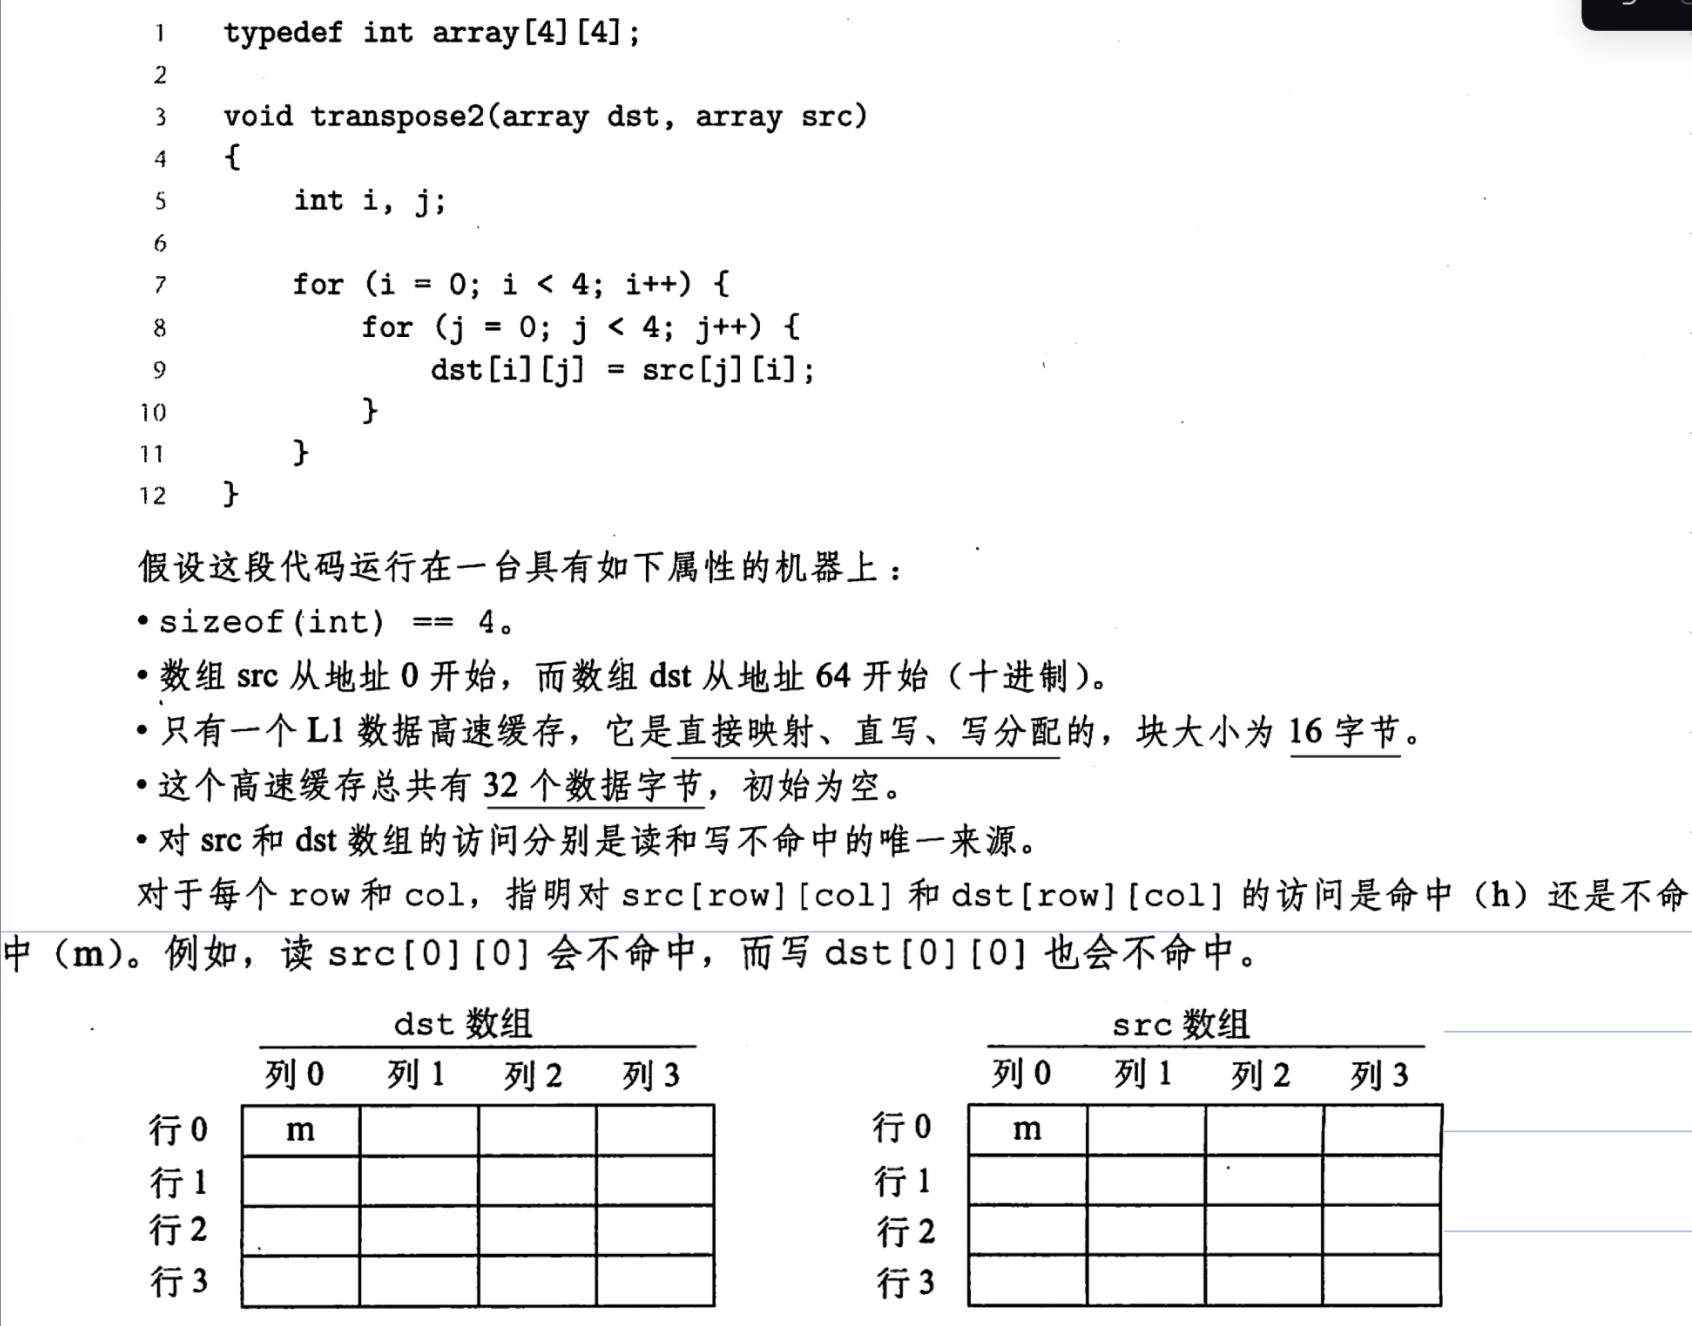 1 typedef int array[4][4];
2
3 void transpose2(array dst, array src)
4 {
5 int i, j;
6
7 for (i = 0; i < 4; i++) {
8 for (j = 0; j < 4; j++) {
9 dst[i][j] = src[j][i];
10 }
11 }
12 }
假设这段代码运行在一台具有如下属性的机器上：
• sizeof(int) == 4。
• 数组 src 从地址 0 开始，而数组 dst 从地址 64 开始（十进制）。
• 只有一个 L1 数据高速缓存，它是直接映射、直写、写分配的，块大小为 16 字节。
• 这个高速缓存总共有 32 个数据字节，初始为空。
• 对 src 和 dst 数组的访问分别是读和写不命中的唯一来源。
对于每个 row 和 col，指明对 src[row][col] 和 dst[row][col] 的访问是命中（h）还是不命
中（m）。例如，读 src[0][0] 会不命中，而写 dst[0][0] 也会不命中。
dst 数组
列 0 列 1 列 2 列 3
行 0 m
行 1
行 2
行 3
src 数组
列 0 列 1 列 2 列 3
行 0 m
行 1
行 2
行 3